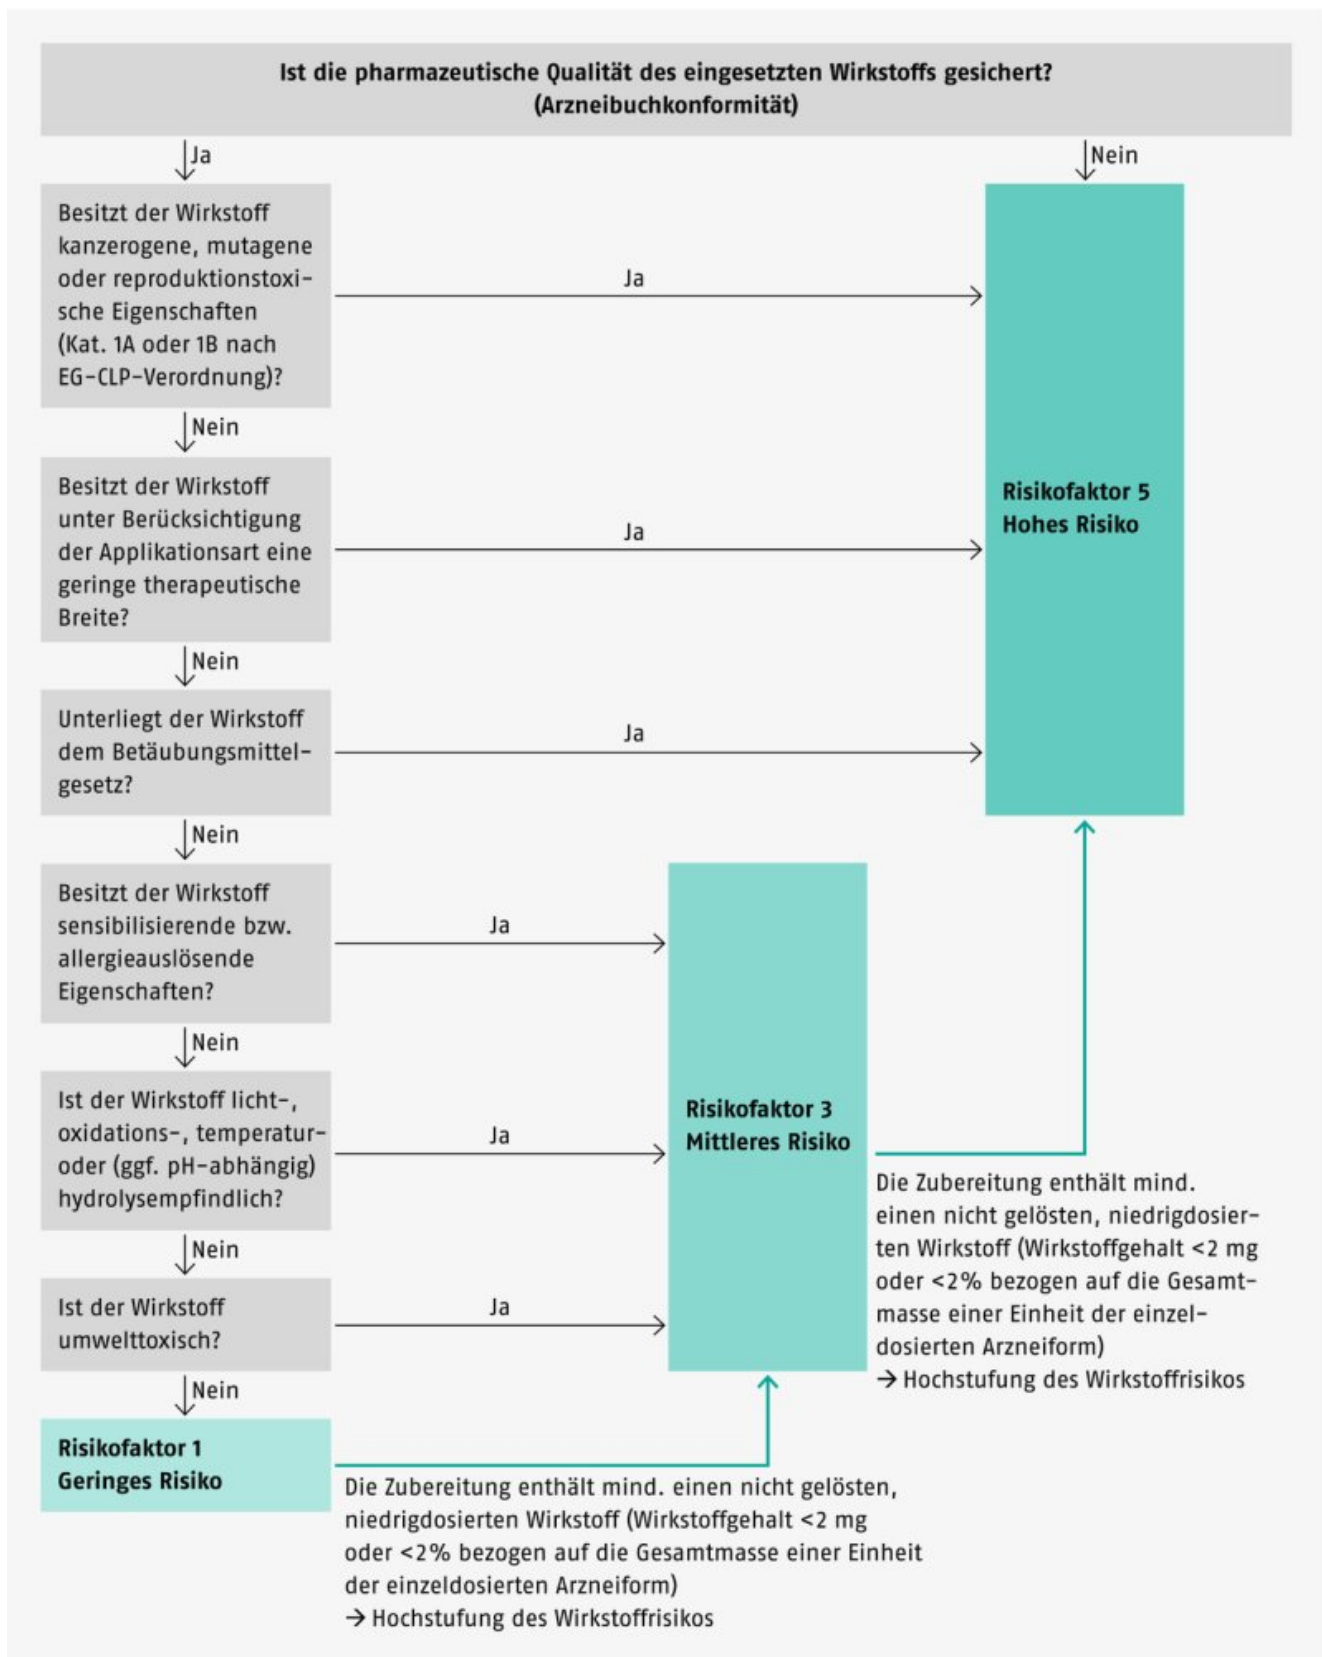 Ist die pharmazeutische Qualität des eingesetzten Wirkstoffs gesichert?
(Arzneibuchkonformität)
Ja
Nein
Besitzt der Wirkstoff
kanzerogene, mutagene
oder reproduktionstoxi-
sche Eigenschaften
(Kat. 1A oder 1B nach
EG-CLP-Verordnung)?
Ja
Nein
Besitzt der Wirkstoff
unter Berücksichtigung
der Applikationsart eine
geringe therapeutische
Breite?
Ja
Risikofaktor 5
Hohes Risiko
Nein
Unterliegt der Wirkstoff
dem Betäubungsmittel-
gesetz?
Ja
Nein
Besitzt der Wirkstoff
sensibilisierende bzw.
allergieauslösende
Eigenschaften?
Ja
Nein
Ist der Wirkstoff licht-,
oxidations-, temperatur-
oder (ggf. pH-abhängig)
hydrolysempfindlich?
Ja
Risikofaktor 3
Mittleres Risiko
Die Zubereitung enthält mind.
einen nicht gelösten, niedrigdosier-
ten Wirkstoff (Wirkstoffgehalt <2 mg
oder <2% bezogen auf die Gesamt-
masse einer Einheit der einzel-
dosierten Arzneiform)
→ Hochstufung des Wirkstoffrisikos
Nein
Ist der Wirkstoff
umwelttoxisch?
Ja
Nein
Risikofaktor 1
Geringes Risiko
Die Zubereitung enthält mind. einen nicht gelösten,
niedrigdosierten Wirkstoff (Wirkstoffgehalt <2 mg
oder <2% bezogen auf die Gesamtmasse einer Einheit
der einzeldosierten Arzneiform)
→ Hochstufung des Wirkstoffrisikos